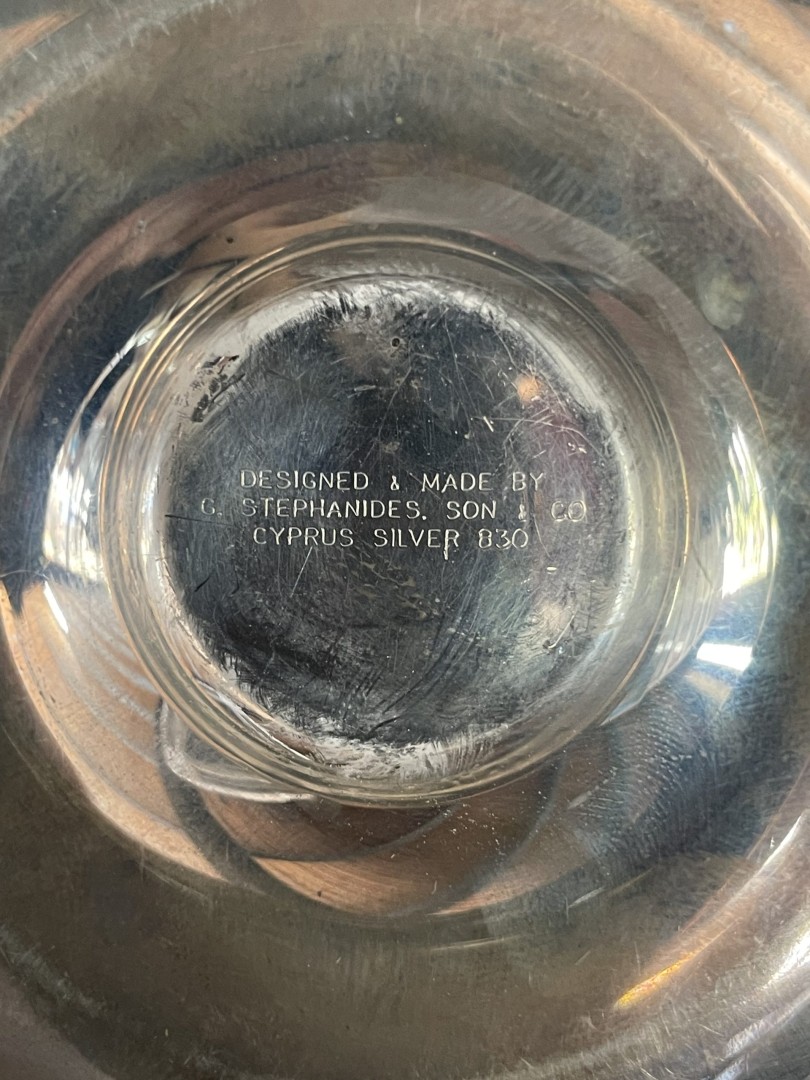 DESIGNED & MADE BY
G. STEPHANIDES. SON & CO
CYPRUS SILVER 830